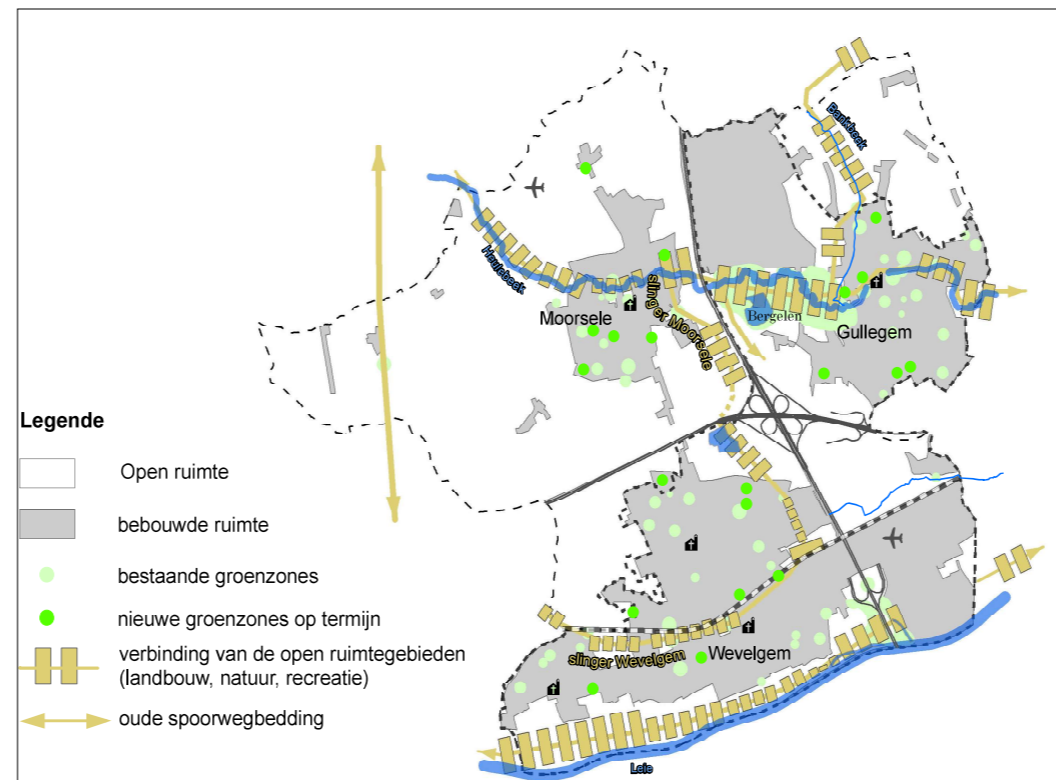 Bankbeek
Heulebeek
Moorsele
slinger Moorsele
Bergelen
Gullegem
Legende
Open ruimte
bebouwde ruimte
bestaande groenzones
nieuwe groenzones op termijn
verbinding van de open ruimtegebieden
(landbouw, natuur, recreatie)
oude spoorwegbedding
slinger Wevelgem
Wevelgem
Leie